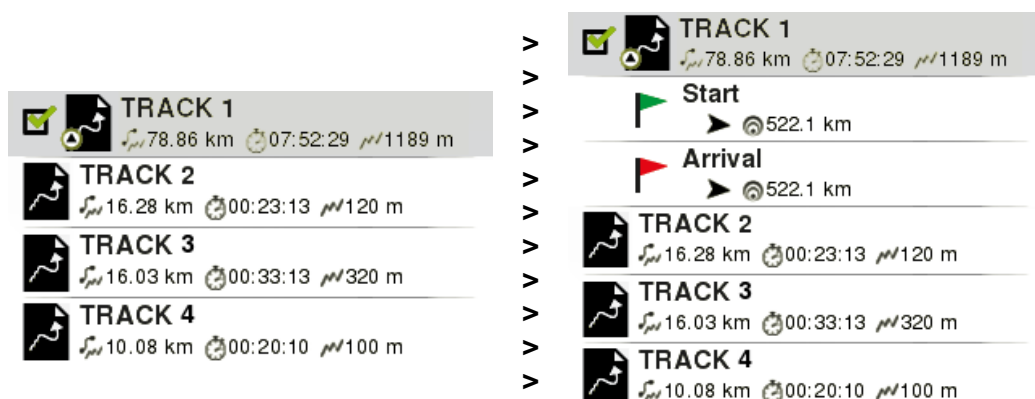 TRACK 1
78.86 km 07:52:29 1189 m
TRACK 2
16.28 km 00:23:13 120 m
TRACK 3
16.03 km 00:33:13 320 m
TRACK 4
10.08 km 00:20:10 100 m
>
>
>
>
>
>
>
>
>
>
>
TRACK 1
78.86 km 07:52:29 1189 m
Start
522.1 km
Arrival
522.1 km
TRACK 2
16.28 km 00:23:13 120 m
TRACK 3
16.03 km 00:33:13 320 m
TRACK 4
10.08 km 00:20:10 100 m